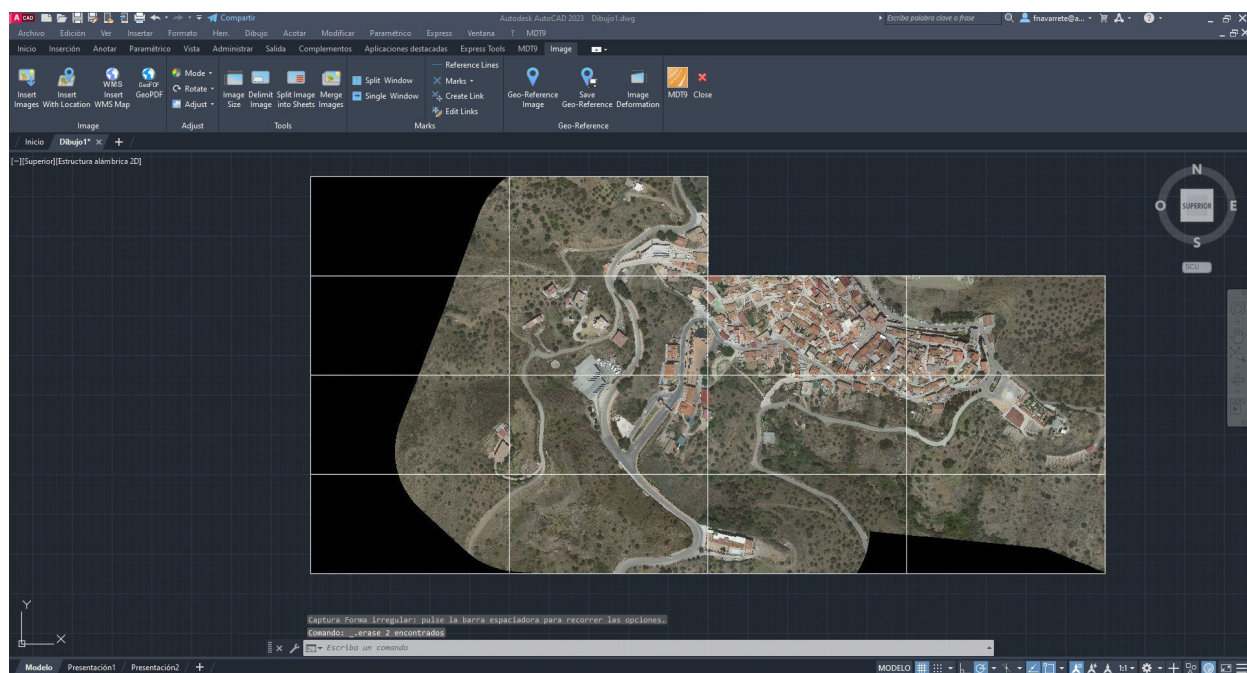 A CAD Compartir Autodesk AutoCAD 2023 Dibujo1.dwg Escriba palabra clave o frase fnavarrete@a...
Archivo Edición Ver Insertar Formato Herr. Dibujo Acotar Modificar Paramétrico Express Ventana ? MDT9
Inicio Inserción Anotar Paramétrico Vista Administrar Salida Complementos Aplicaciones destacadas Express Tools MDT9 Image
Insert Images
Insert With Location
WMS Insert WMS Map
GeoPDF GeoPDF
Mode
Rotate
Adjust
Image Size
Delimit Image
Split Image into Sheets
Merge Images
Split Window
Single Window
Reference Lines
Marks
Create Link
Edit Links
Geo-Reference Image
Save Geo-Reference
Image Deformation
MDT9
Close
Image Adjust Tools Marks Geo-Reference
Inicio Dibujo1* × +
[−][Superior][Estructura alámbrica 2D]
N
O SUPERIOR E
S
SCU
Captura Forma irregular: pulse la barra espaciadora para recorrer las opciones.
Comando: _.erase 2 encontrados
Escriba un comando
Y
X
Modelo Presentación1 Presentación2 + MODELO 1:1